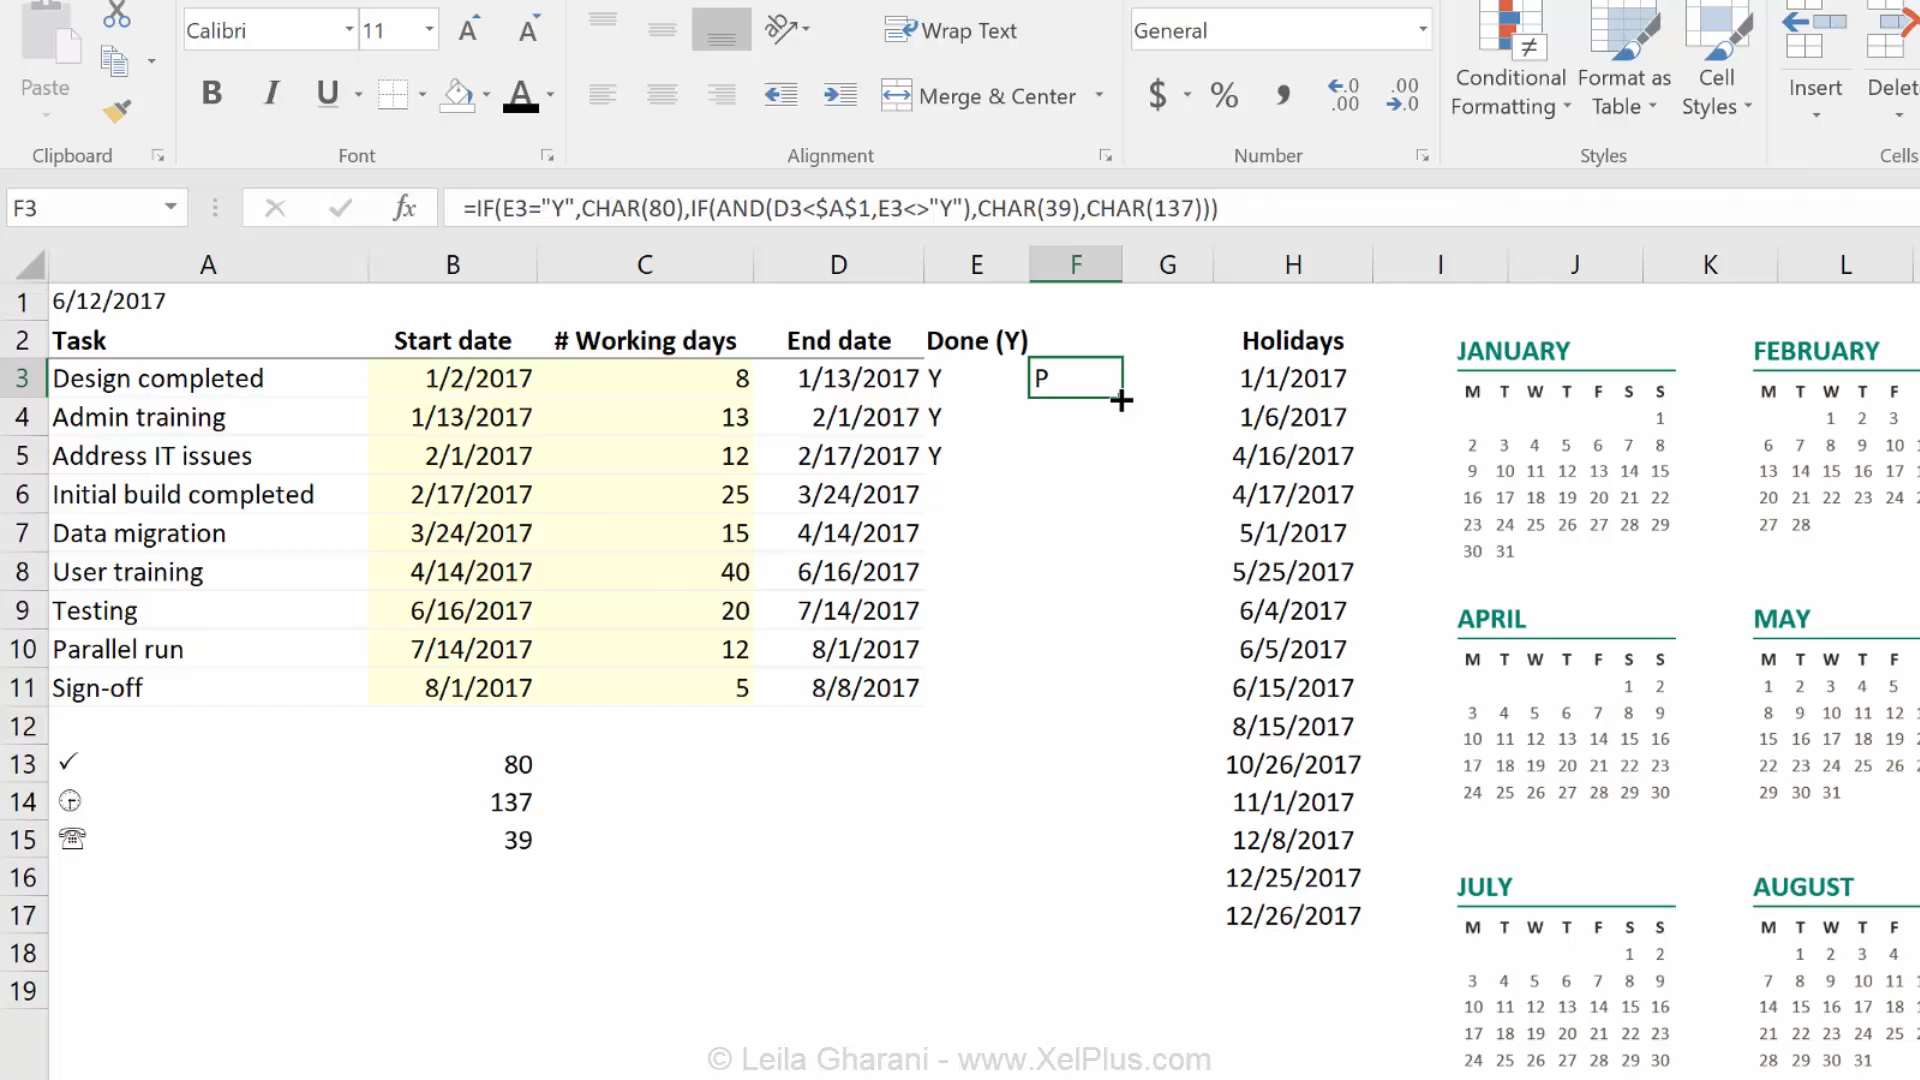 Calibri 11 Wrap Text General
Paste B I U A Merge & Center $ % , .0 .00 .00 .0 Conditional Formatting Format as Table Cell Styles Insert Delet
Clipboard Font Alignment Number Styles Cells
F3 fx =IF(E3="Y",CHAR(80),IF(AND(D3<$A$1,E3<>"Y"),CHAR(39),CHAR(137)))
A B C D E F G H I J K L
1 6/12/2017
2 Task Start date # Working days End date Done (Y) Holidays
3 Design completed 1/2/2017 8 1/13/2017 Y P 1/1/2017
4 Admin training 1/13/2017 13 2/1/2017 Y 1/6/2017
5 Address IT issues 2/1/2017 12 2/17/2017 Y 4/16/2017
6 Initial build completed 2/17/2017 25 3/24/2017 4/17/2017
7 Data migration 3/24/2017 15 4/14/2017 5/1/2017
8 User training 4/14/2017 40 6/16/2017 5/25/2017
9 Testing 6/16/2017 20 7/14/2017 6/4/2017
10 Parallel run 7/14/2017 12 8/1/2017 6/5/2017
11 Sign-off 8/1/2017 5 8/8/2017 6/15/2017
12 8/15/2017
13 ✓ 80 10/26/2017
14 137 11/1/2017
15 ☏ 39 12/8/2017
16 12/25/2017
17 12/26/2017
18
19
JANUARY
M T W T F S S
1
2 3 4 5 6 7 8
9 10 11 12 13 14 15
16 17 18 19 20 21 22
23 24 25 26 27 28 29
30 31
FEBRUARY
M T W T F
1 2 3
6 7 8 9 10
13 14 15 16 17
20 21 22 23 24
27 28
APRIL
M T W T F S S
1 2
3 4 5 6 7 8 9
10 11 12 13 14 15 16
17 18 19 20 21 22 23
24 25 26 27 28 29 30
MAY
M T W T F
1 2 3 4 5
8 9 10 11 12
15 16 17 18 19
22 23 24 25 26
29 30 31
JULY
M T W T F S S
1 2
3 4 5 6 7 8 9
10 11 12 13 14 15 16
17 18 19 20 21 22 23
24 25 26 27 28 29 30
AUGUST
M T W T F
1 2 3 4
7 8 9 10 11
14 15 16 17 18
21 22 23 24 25
28 29 30 31
© Leila Gharani - www.XelPlus.com